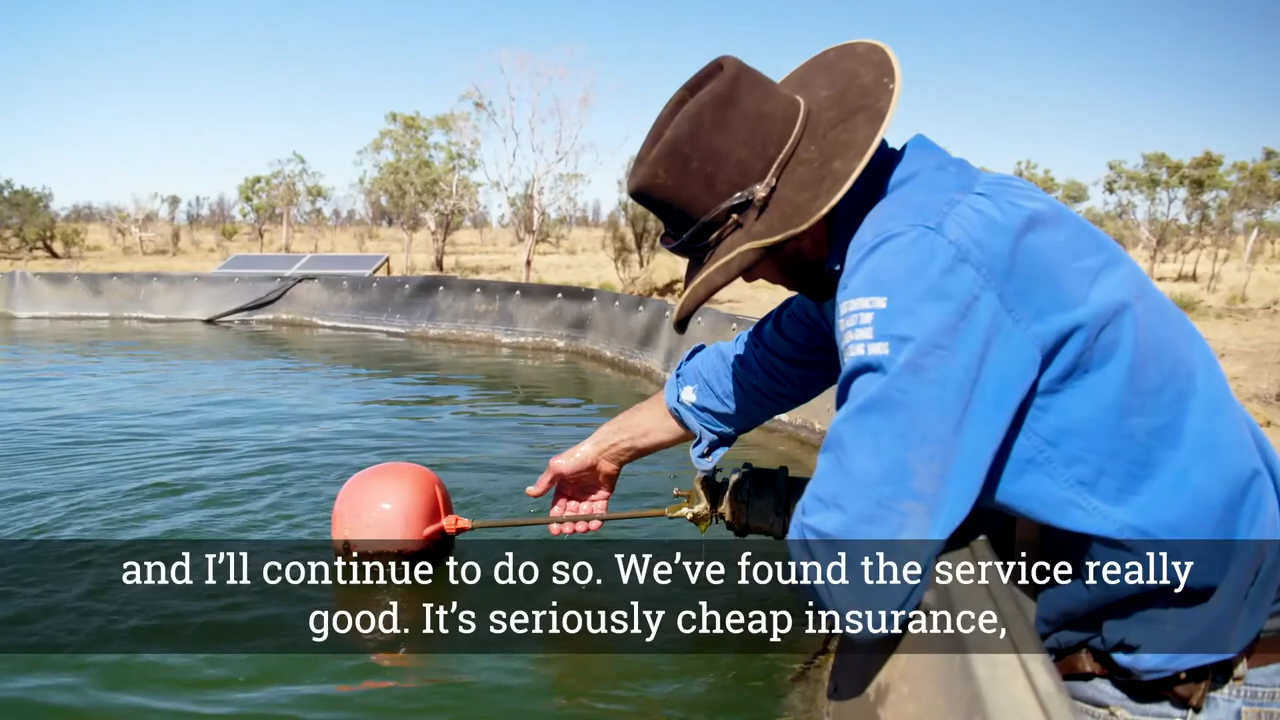 and I'll continue to do so. We've found the service really
good. It's seriously cheap insurance,